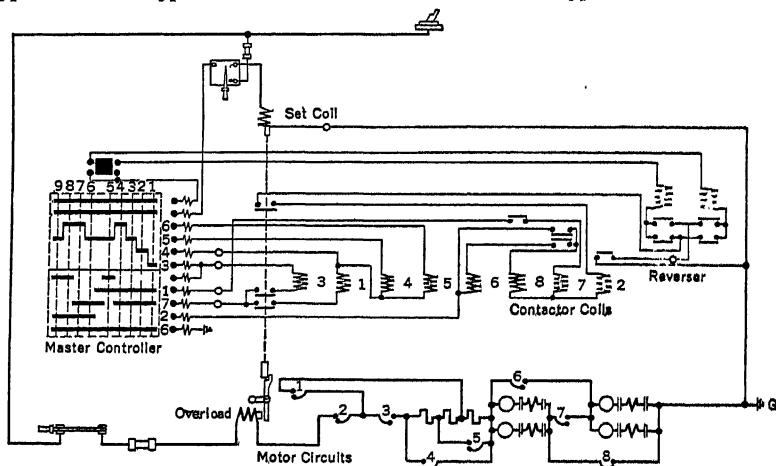 Set Coil
9 8 7 6 5 4 3 2 1
6
5
4
3
1
7
2
6
3 1 4 5 6 8 7 2
Reverser
Contactor Coils
Master Controller
1
6
G
2 3 7
Overload
5
4
8
Motor Circuits